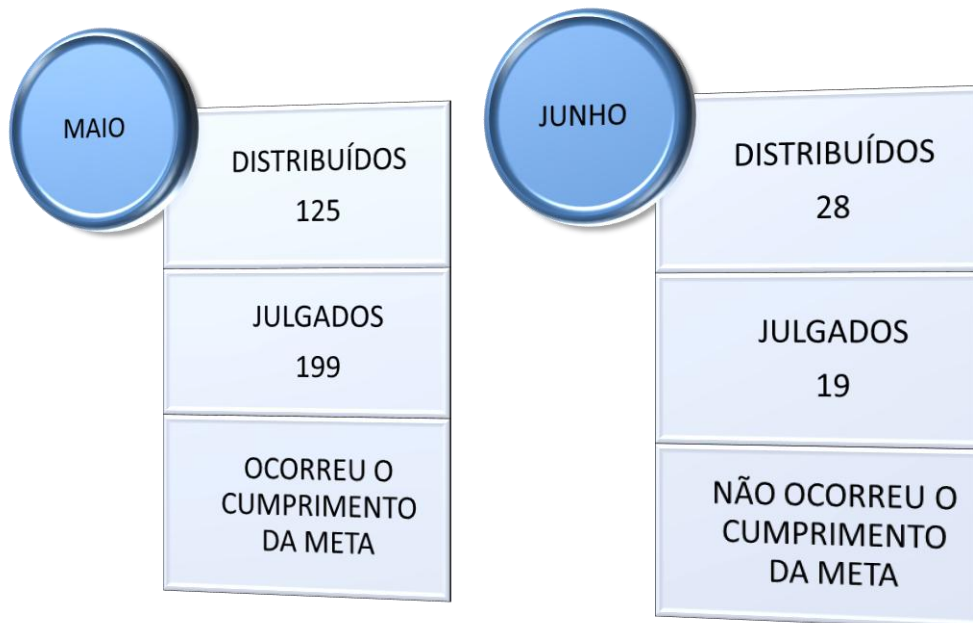 MAIO
DISTRIBUÍDOS
125
JULGADOS
199
OCORREU O
CUMPRIMENTO
DA META
JUNHO
DISTRIBUÍDOS
28
JULGADOS
19
NÃO OCORREU O
CUMPRIMENTO
DA META